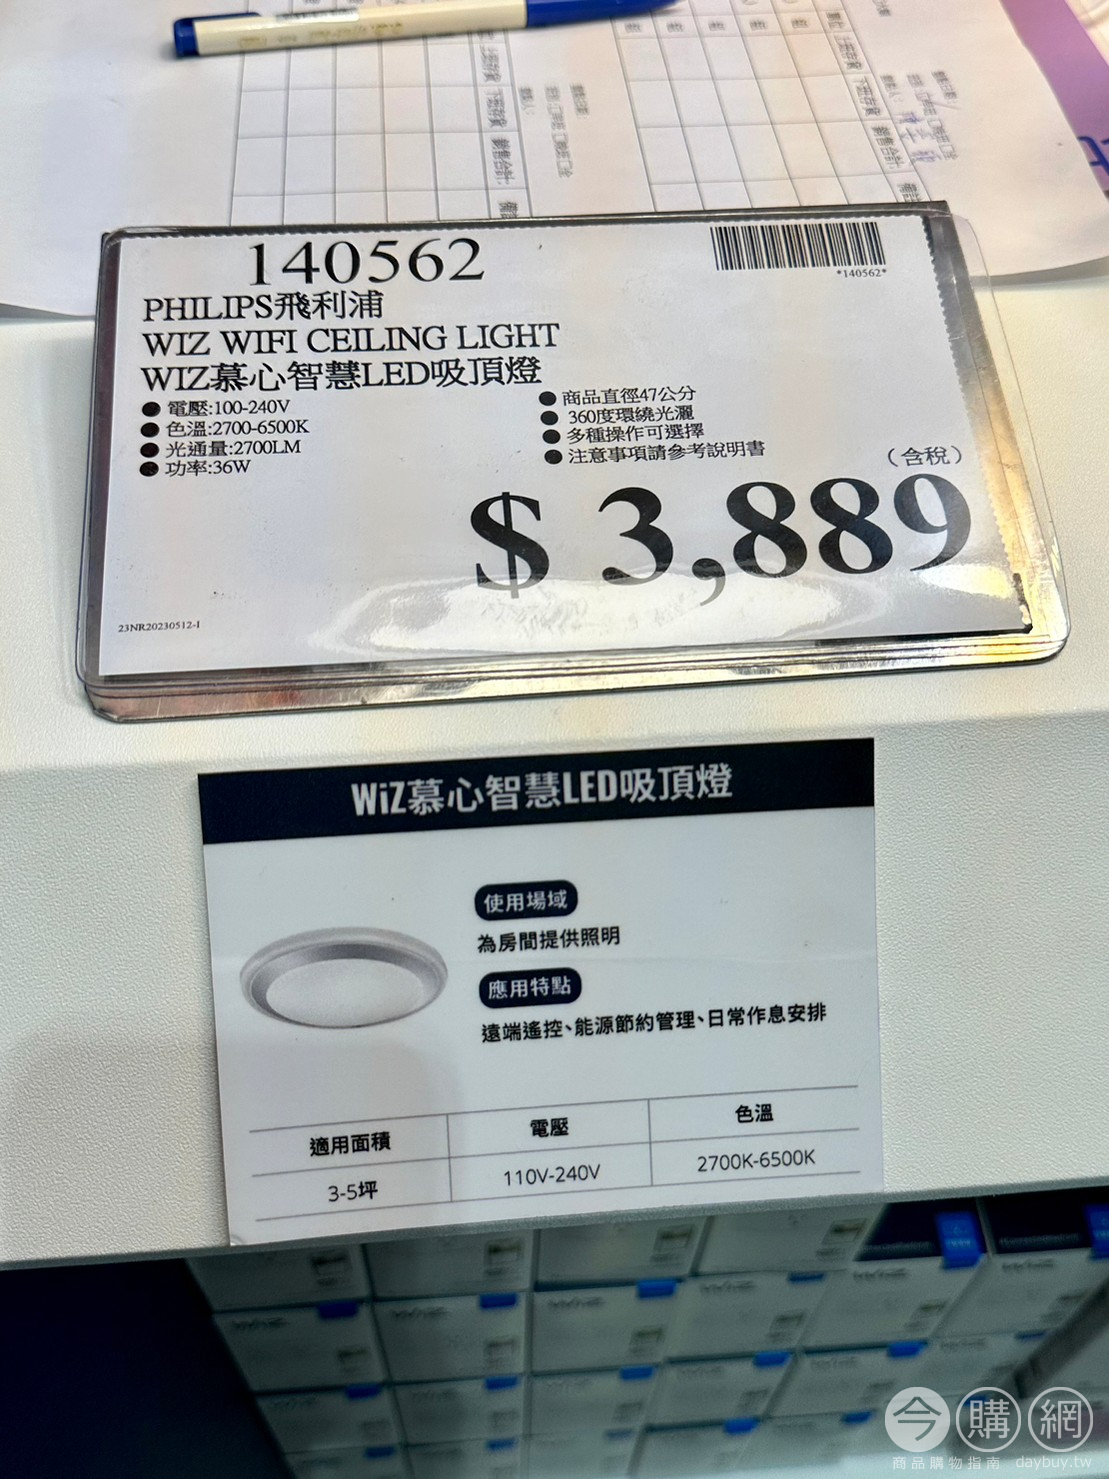 140562
*140562*
PHILIPS飛利浦
WIZ WIFI CEILING LIGHT
WIZ慕心智慧LED吸頂燈
● 電壓:100-240V
● 色溫:2700-6500K
● 光通量:2700LM
● 功率:36W
● 商品直徑47公分
● 360度環繞光灑
● 多種操作可選擇
● 注意事項請參考說明書
(含稅)
$ 3,889
23NR20230512-1
WiZ慕心智慧LED吸頂燈
使用場域
為房間提供照明
應用特點
遠端遙控、能源節約管理、日常作息安排
適用面積 電壓 色溫
3-5坪 110V-240V 2700K-6500K
今購網
商品購物指南 daybuy.tw